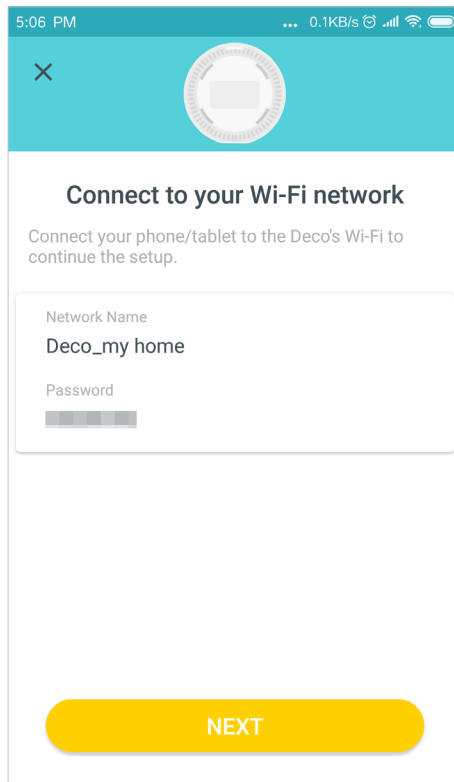 5:06 PM ... 0.1KB/s
Connect to your Wi-Fi network
Connect your phone/tablet to the Deco's Wi-Fi to
continue the setup.
Network Name
Deco_my home
Password
NEXT